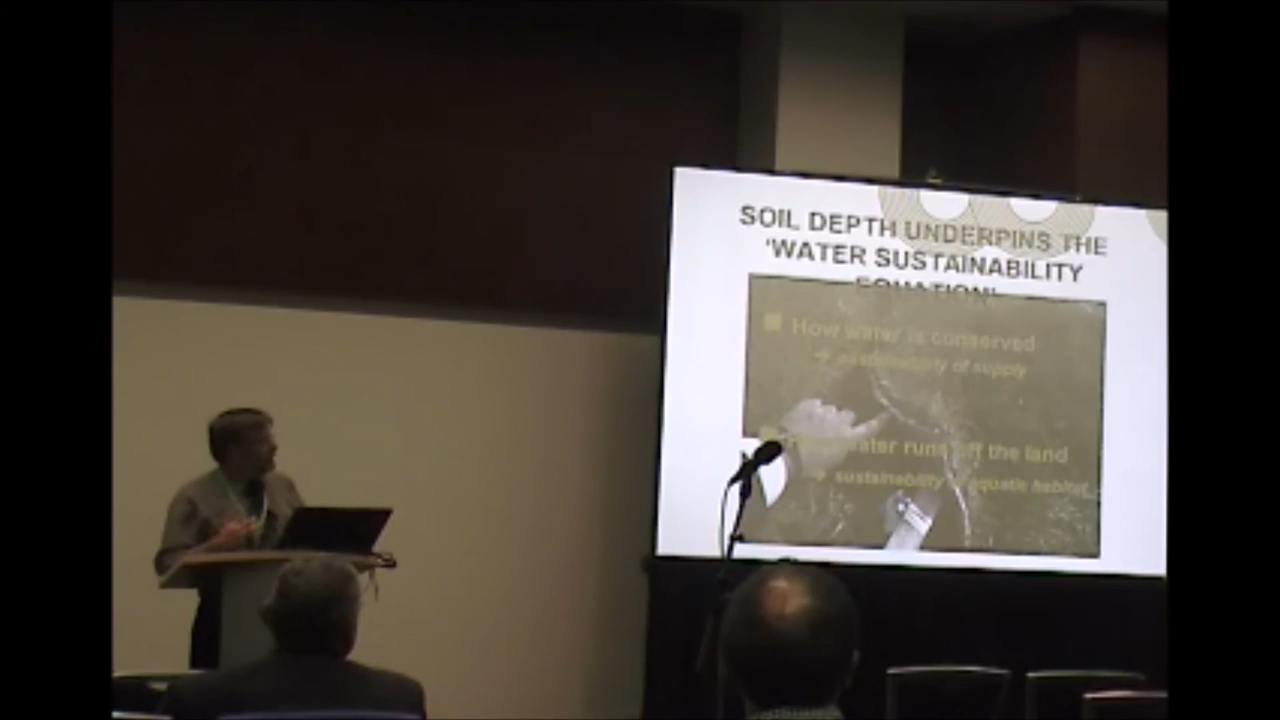 SOIL DEPTH UNDERPINS THE
'WATER SUSTAINABILITY
EQUATION'
How water is conserved
sustainability of supply
water runs off the land
sustainability aquatic habitat